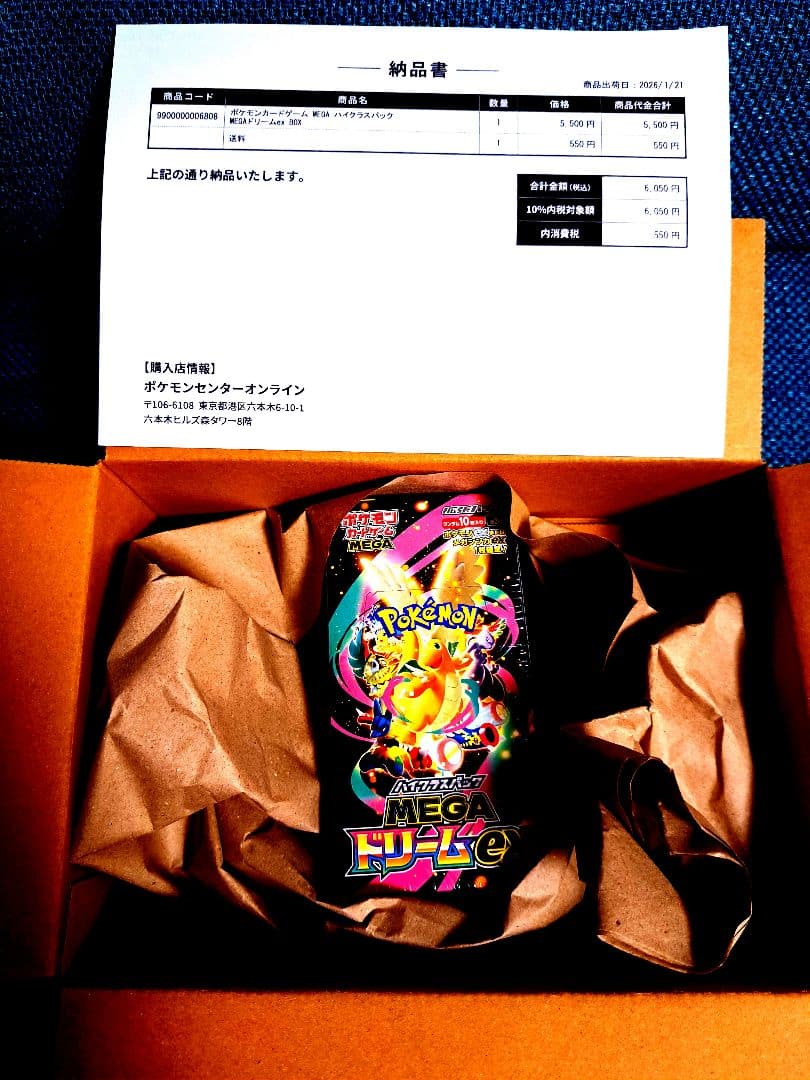 納品書
商品出荷日：2026/1/21
商品コード 商品名 数量 価格 商品代金合計
9900000006808 ポケモンカードゲーム MEGA ハイクラスパック MEGAドリームex BOX 1 5,500 円 5,500 円
送料 1 550 円 550 円
上記の通り納品いたします。
合計金額(税込) 6,050 円
10%内税対象額 6,050 円
内消費税 550 円
【購入店情報】
ポケモンセンターオンライン
〒106-6108 東京都港区六本木6-10-1
六本木ヒルズ森タワー8階
ポケモン
カードゲーム
MEGA
POKÉMON
ハイクラスパック
MEGA
ドリームex